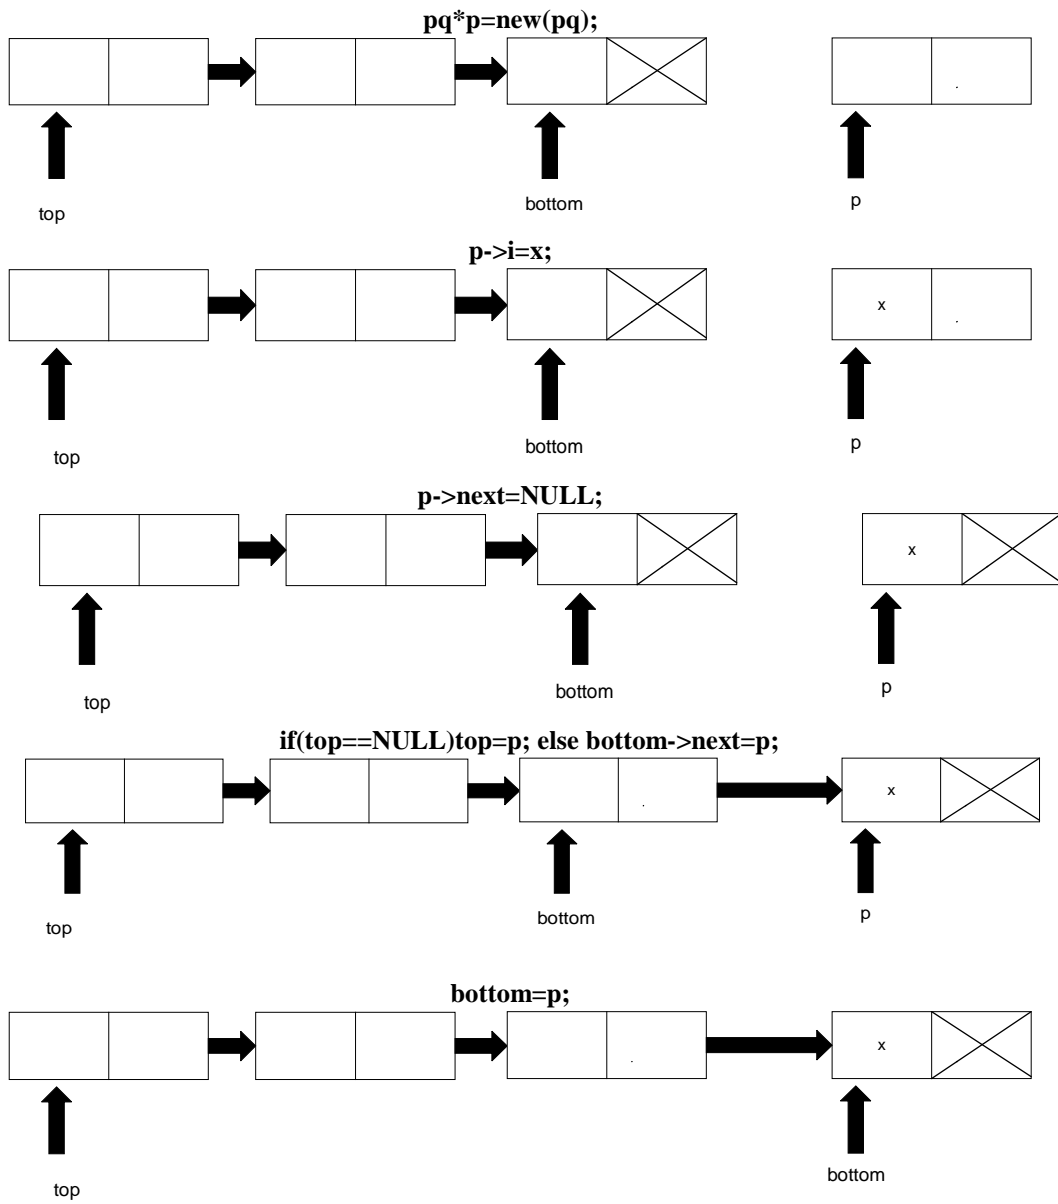 pq*p=new(pq);
top
bottom
p
p->i=x;
x
top
bottom
p
p->next=NULL;
x
top
bottom
p
if(top==NULL)top=p; else bottom->next=p;
x
top
bottom
p
bottom=p;
x
top
bottom